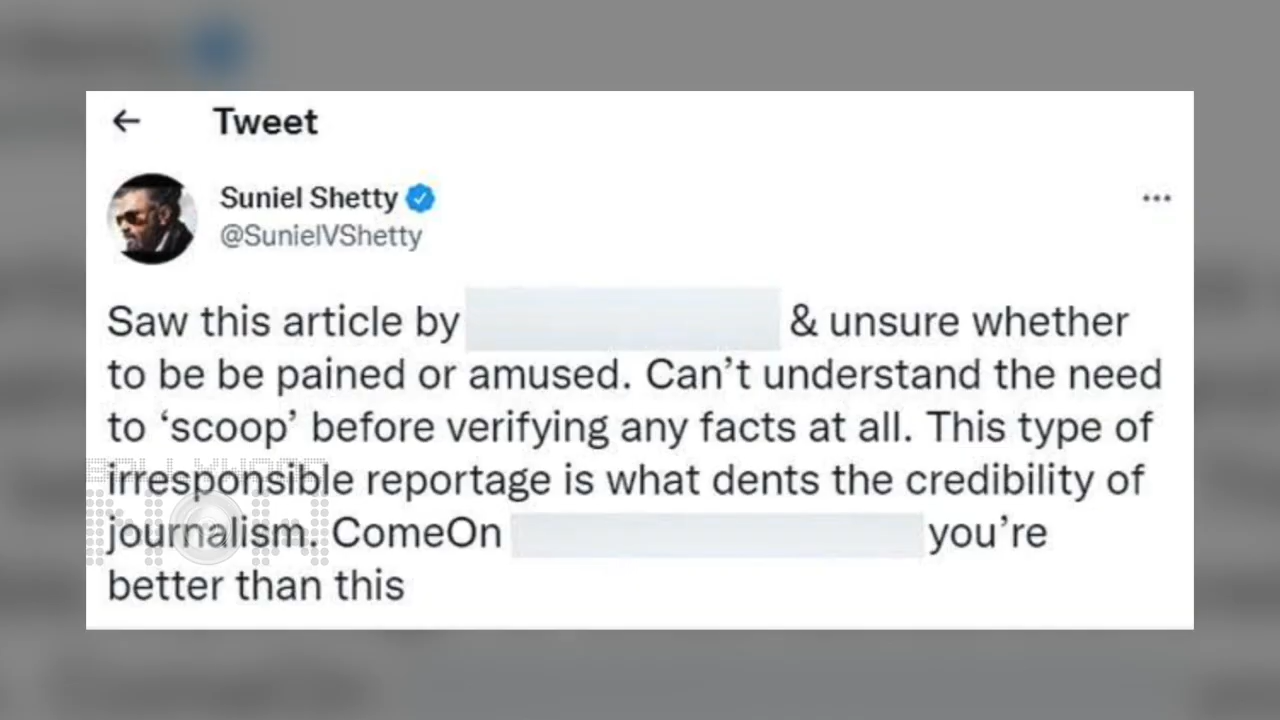 Tweet
Suniel Shetty
@SunielVShetty
Saw this article by & unsure whether
to be be pained or amused. Can’t understand the need
to ‘scoop’ before verifying any facts at all. This type of
irresponsible reportage is what dents the credibility of
journalism. ComeOn you’re
better than this
BOLLYWOOD
NOW